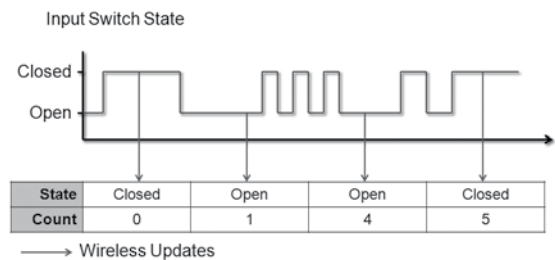 Input Switch State
Closed
Open
State Closed Open Open Closed
Count 0 1 4 5
Wireless Updates